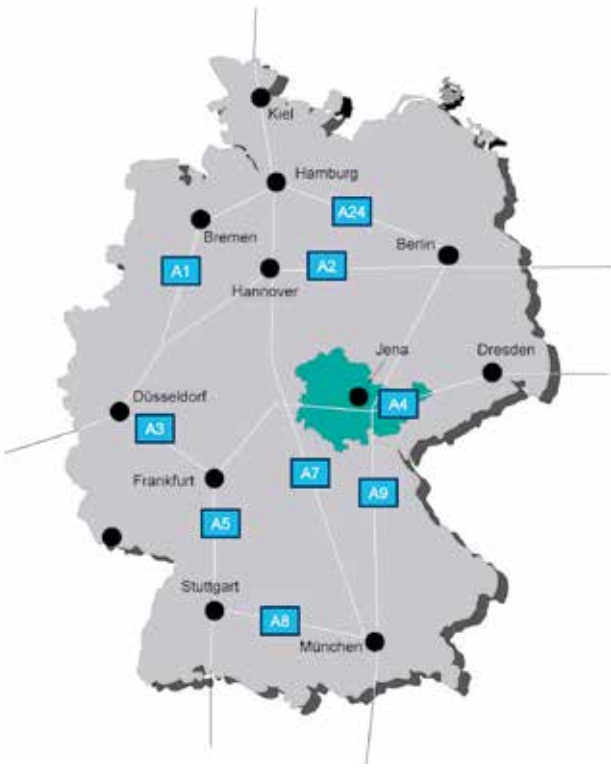 Kiel
Hamburg
A24
Bremen
Berlin
A1
A2
Hannover
Jena
Dresden
Düsseldorf
A4
A3
A7
Frankfurt
A9
A5
Stuttgart
A8
München